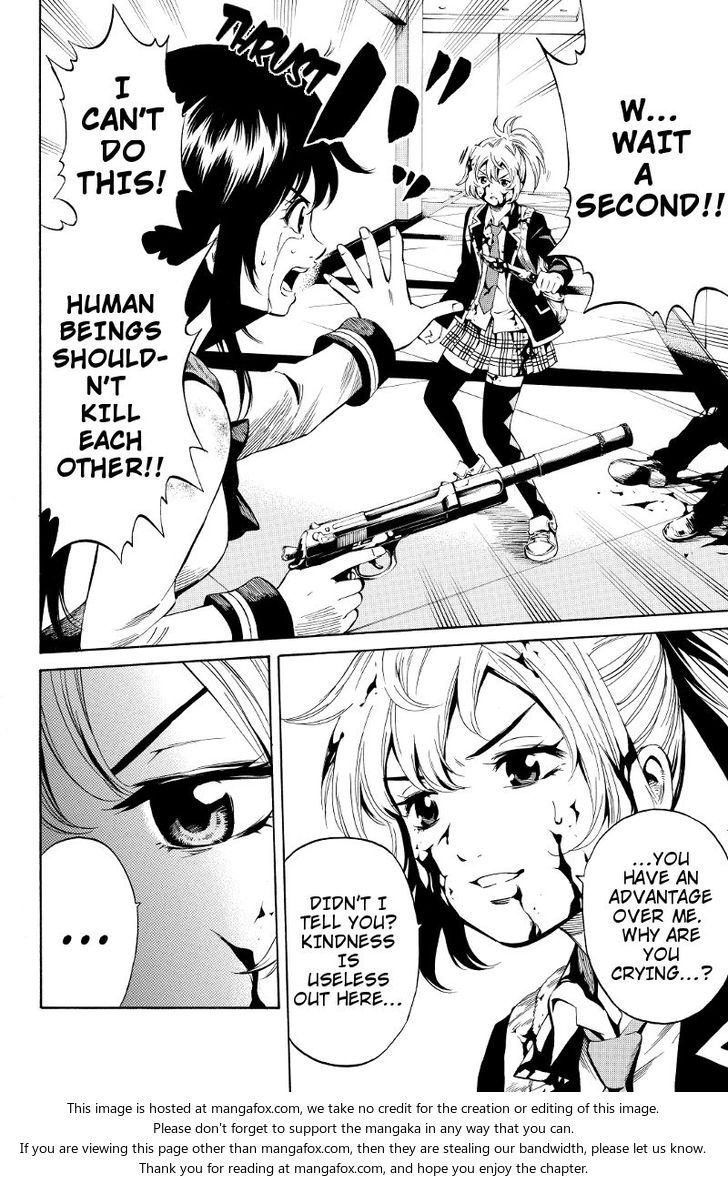 THRUST
W...
WAIT
A
SECOND!!
I
CAN'T
DO
THIS!
HUMAN
BEINGS
SHOULD-
N'T
KILL
EACH
OTHER!!
...YOU
HAVE AN
ADVANTAGE
OVER ME.
WHY ARE
YOU
CRYING...?
DIDN'T I
TELL YOU?
KINDNESS
IS
USELESS
OUT HERE...
...
This image is hosted at mangafox.com, we take no credit for the creation or editing of this image.
Please don't forget to support the mangaka in any way that you can.
If you are viewing this page other than mangafox.com, then they are stealing our bandwidth, please let us know.
Thank you for reading at mangafox.com, and hope you enjoy the chapter.